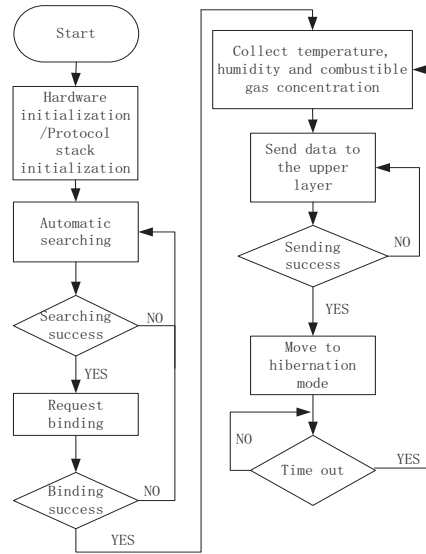 Start
Hardware
initialization
/Protocol
stack
initialization
Automatic
searching
Searching
success
NO
YES
Request
binding
Binding
success
NO
YES
Collect temperature,
humidity and combustible
gas concentration
Send data to
the upper
layer
Sending
success
NO
YES
Move to
hibernation
mode
NO
Time out
YES